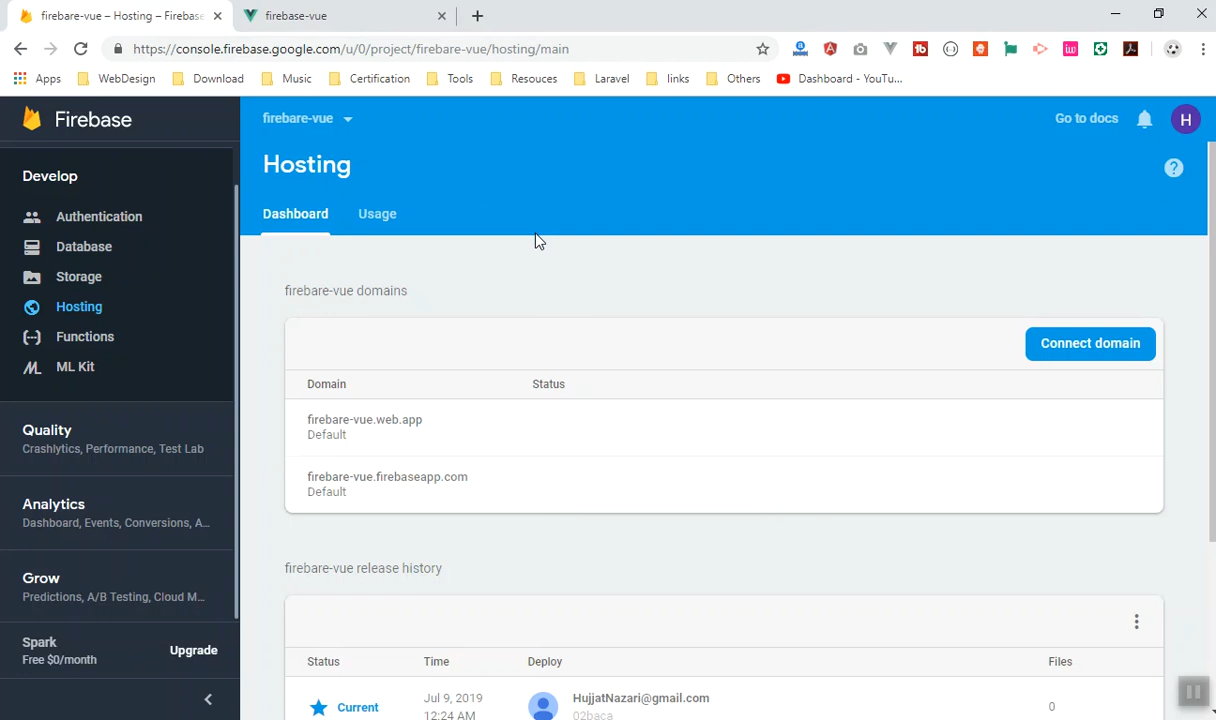 firebare-vue – Hosting – Firebase
firebase-vue
https://console.firebase.google.com/u/0/project/firebare-vue/hosting/main
Apps WebDesign Download Music Certification Tools Resouces Laravel links Others Dashboard - YouTu...
Firebase
firebare-vue
Go to docs
H
Hosting
?
Dashboard Usage
Develop
Authentication
Database
Storage
Hosting
Functions
ML Kit
Quality
Crashlytics, Performance, Test Lab
Analytics
Dashboard, Events, Conversions, A...
Grow
Predictions, A/B Testing, Cloud M...
Spark
Free $0/month
Upgrade
firebare-vue domains
Connect domain
Domain Status
firebare-vue.web.app
Default
firebare-vue.firebaseapp.com
Default
firebare-vue release history
Status Time Deploy Files
Current
Jul 9, 2019
12:24 AM
HujjatNazari@gmail.com
02baca
0